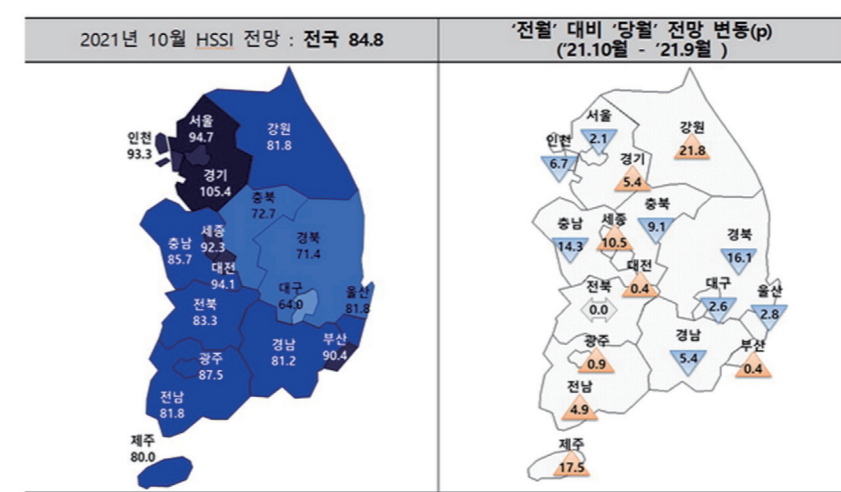 2021년 10월 HSSI 전망 : 전국 84.8
서울
94.7
인천
93.3
경기
105.4
강원
81.8
충북
72.7
세종
92.3
충남
85.7
대전
94.1
경북
71.4
대구
64.0
울산
81.8
전북
83.3
경남
81.2
부산
90.4
광주
87.5
전남
81.8
제주
80.0
‘전월’ 대비 ‘당월’ 전망 변동(p)
(’21.10월 - ’21.9월 )
서울
2.1
인천
6.7
경기
5.4
강원
21.8
충북
9.1
세종
10.5
충남
14.3
대전
0.4
경북
16.1
대구
2.6
울산
2.8
전북
0.0
경남
5.4
부산
0.4
광주
0.9
전남
4.9
제주
17.5